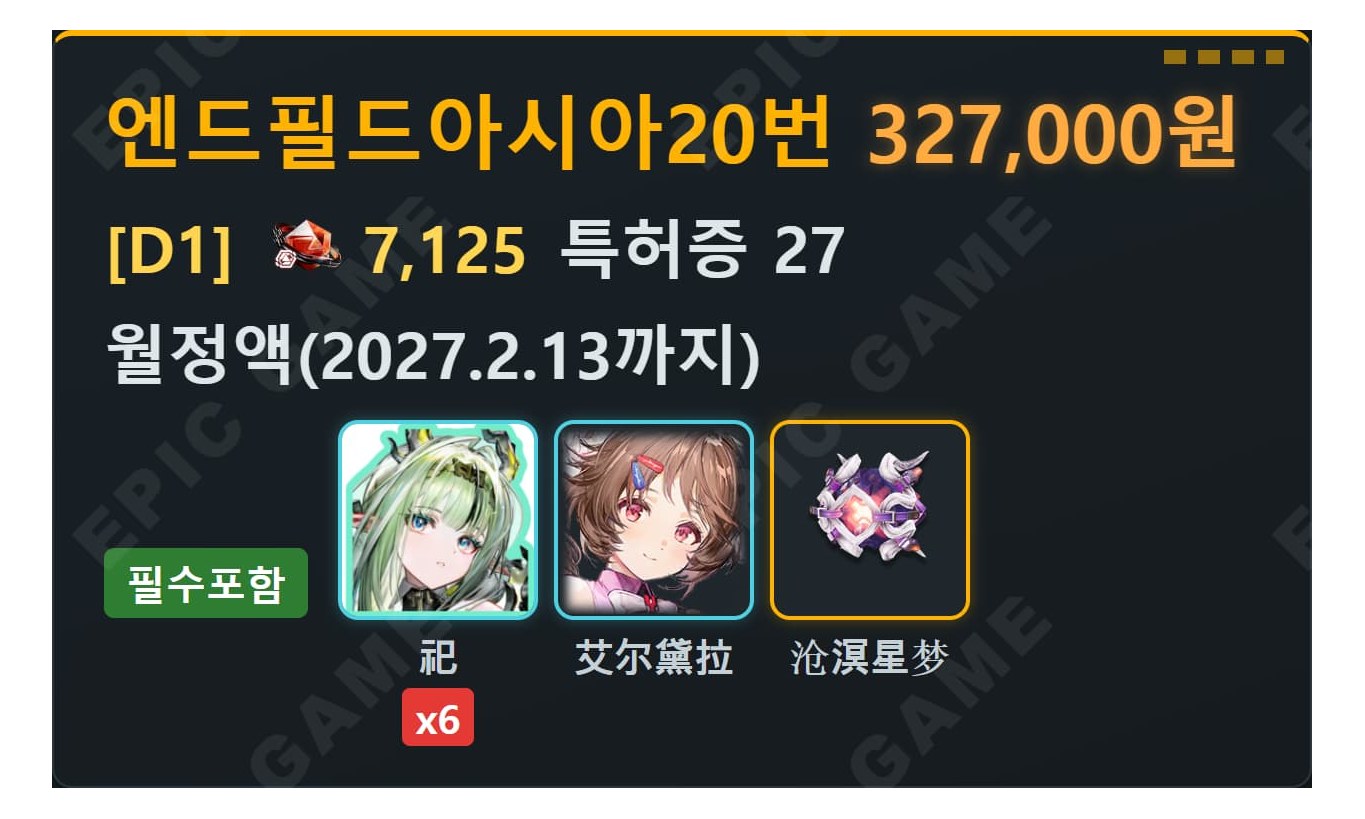 엔드필드아시아20번 327,000원
[D1] 7,125 특허증 27
월정액(2027.2.13까지)
필수포함
祀 艾尔黛拉 沧溟星梦
x6
EPIC GAME